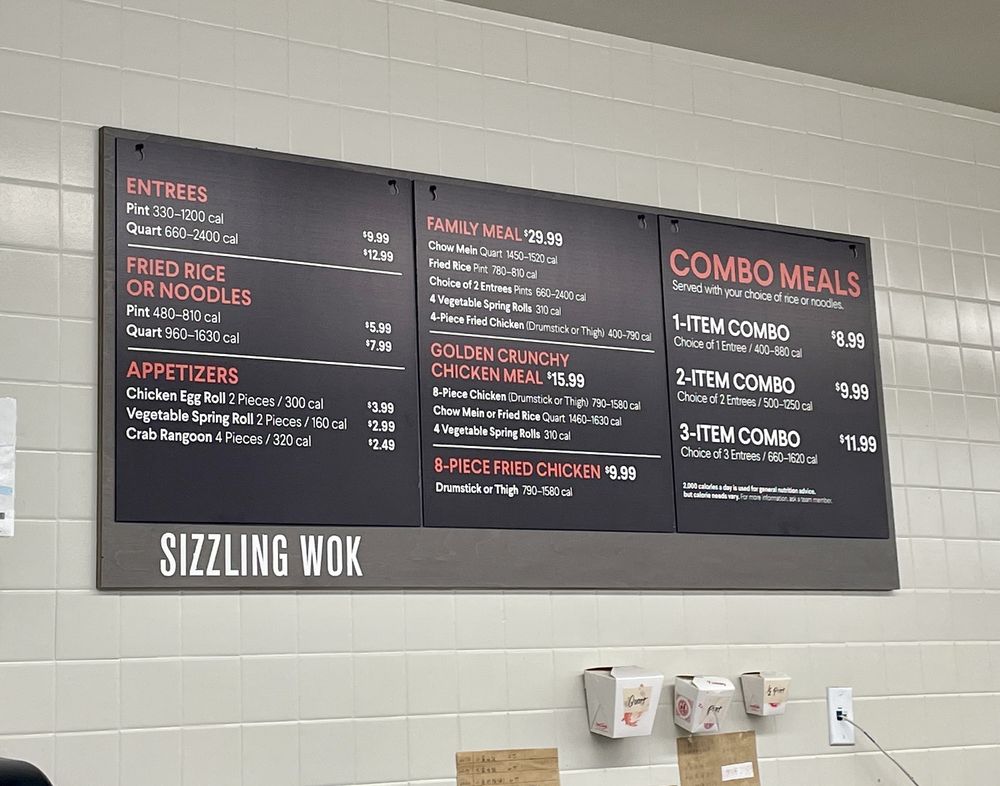 ENTREES
Pint 330–1200 cal $9.99
Quart 660–2400 cal $12.99
FRIED RICE
OR NOODLES
Pint 480–810 cal $5.99
Quart 960–1630 cal $7.99
APPETIZERS
Chicken Egg Roll 2 Pieces / 300 cal $3.99
Vegetable Spring Roll 2 Pieces / 160 cal $2.99
Crab Rangoon 4 Pieces / 320 cal $2.49
FAMILY MEAL $29.99
Chow Mein Quart 1450–1520 cal
Fried Rice Pint 780–810 cal
Choice of 2 Entrees Pints 660–2400 cal
4 Vegetable Spring Rolls 310 cal
4-Piece Fried Chicken (Drumstick or Thigh) 400–790 cal
GOLDEN CRUNCHY
CHICKEN MEAL $15.99
8-Piece Chicken (Drumstick or Thigh) 790–1580 cal
Chow Mein or Fried Rice Quart 1460–1630 cal
4 Vegetable Spring Rolls 310 cal
8-PIECE FRIED CHICKEN $9.99
Drumstick or Thigh 790–1580 cal
COMBO MEALS
Served with your choice of rice or noodles.
1-ITEM COMBO $8.99
Choice of 1 Entree / 400–880 cal
2-ITEM COMBO $9.99
Choice of 2 Entrees / 500–1250 cal
3-ITEM COMBO $11.99
Choice of 3 Entrees / 660–1620 cal
2,000 calories a day is used for general nutrition advice,
but calorie needs vary. For more information, ask a team member.
SIZZLING WOK
Quart
Pint
½ Pint